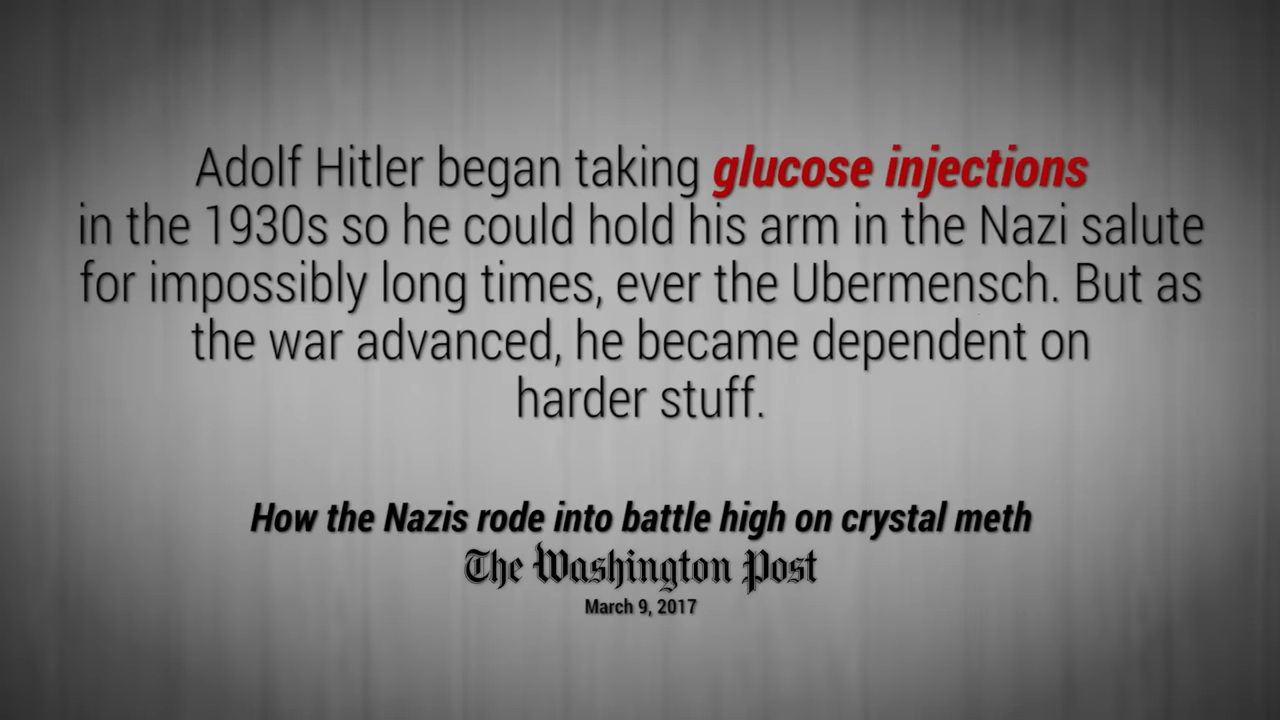 Adolf Hitler began taking glucose injections
in the 1930s so he could hold his arm in the Nazi salute
for impossibly long times, ever the Ubermensch. But as
the war advanced, he became dependent on
harder stuff.
How the Nazis rode into battle high on crystal meth
The Washington Post
March 9, 2017